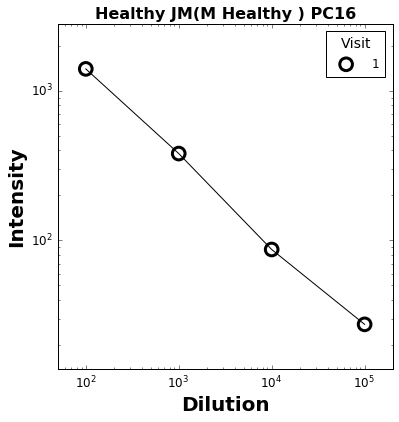 Healthy JM(M Healthy ) PC16
Visit
1
10³
10²
Intensity
10² 10³ 10⁴ 10⁵
Dilution